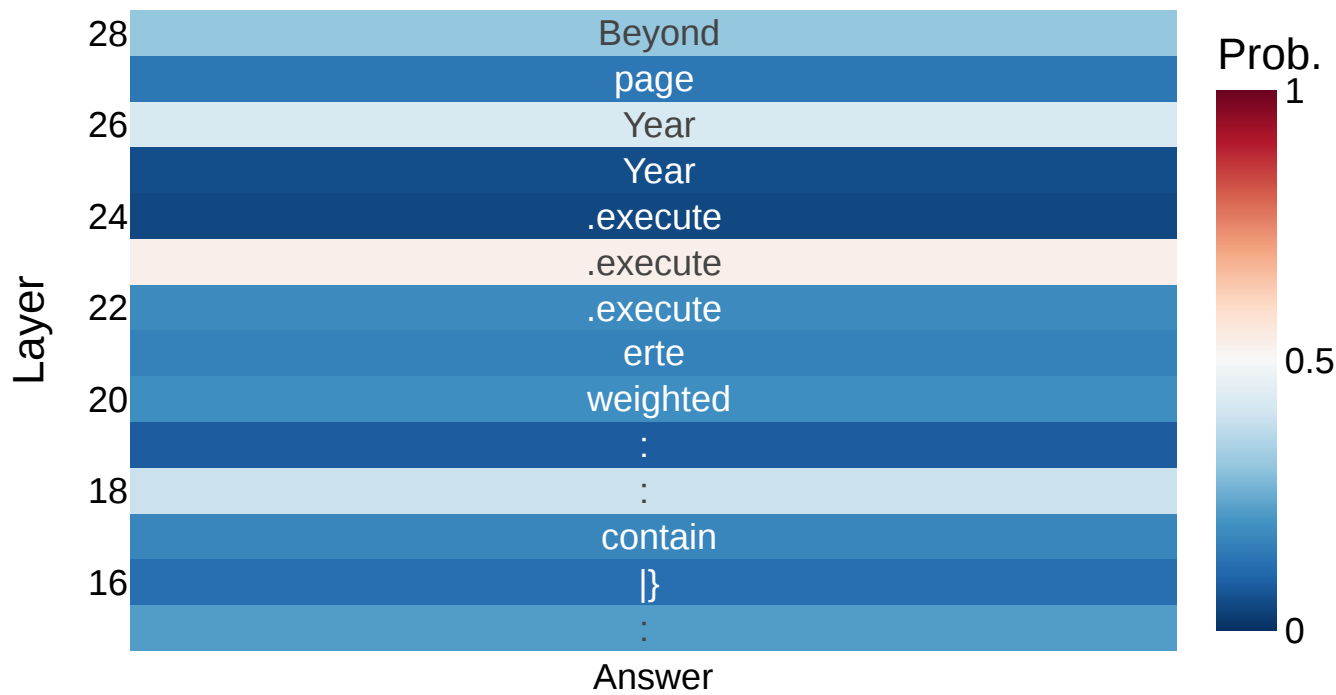 28 Beyond
page
26 Year
Year
24 .execute
.execute
22 .execute
erte
20 weighted
:
18 :
contain
16 |}
:
Layer
Answer
Prob.
1
0.5
0